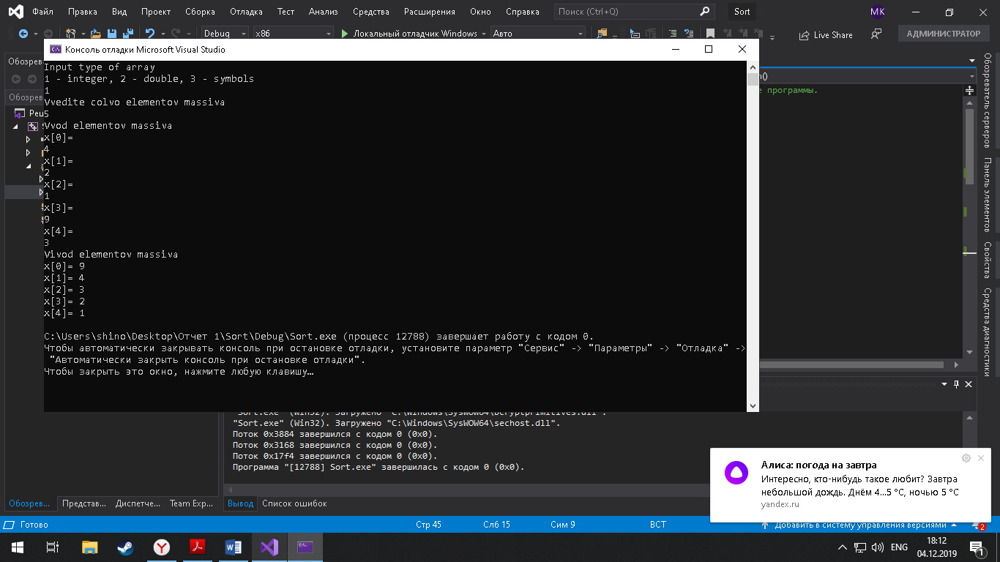 Файл Правка Вид Проект Сборка Отладка Тест Анализ Средства Расширения Окно Справка Поиск (Ctrl+Q) Sort MK
Debug x86 Локальный отладчик Windows Авто Live Share АДМИНИСТРАТОР
Консоль отладки Microsoft Visual Studio
Input type of array
1 - integer, 2 - double, 3 - symbols
1
Vvedite colvo elementov massiva
5
Vvod elementov massiva
x[0]=
4
x[1]=
2
x[2]=
1
x[3]=
9
x[4]=
3
Vivod elementov massiva
x[0]= 9
x[1]= 4
x[2]= 3
x[3]= 2
x[4]= 1
C:\Users\shino\Desktop\Отчет 1\Sort\Debug\Sort.exe (процесс 12788) завершает работу с кодом 0.
Чтобы автоматически закрывать консоль при остановке отладки, установите параметр "Сервис" -> "Параметры" -> "Отладка" ->
"Автоматически закрыть консоль при остановке отладки".
Чтобы закрыть это окно, нажмите любую клавишу…
Обозрев
Обозрев
Реш
()
е программы.
Обозреватель серверов
Панель элементов
Свойства
Средства диагностики
"Sort.exe" (Win32). Загружено "C:\Windows\SysWOW64\bcryptprimitives.dll".
"Sort.exe" (Win32). Загружено "C:\Windows\SysWOW64\sechost.dll".
Поток 0x3884 завершился с кодом 0 (0x0).
Поток 0x3168 завершился с кодом 0 (0x0).
Поток 0x17f4 завершился с кодом 0 (0x0).
Программа "[12788] Sort.exe" завершилась с кодом 0 (0x0).
Обозрев... Представ... Диспетче... Team Exp... Вывод Список ошибок
Алиса: погода на завтра
Интересно, кто-нибудь такое любит? Завтра
небольшой дождь. Днём 4...5 °C, ночью 5 °C
yandex.ru
Готово Стр 45 Слб 15 Сим 9 ВСТ Добавить в систему управления версиями 2
ENG 18:12
04.12.2019 1